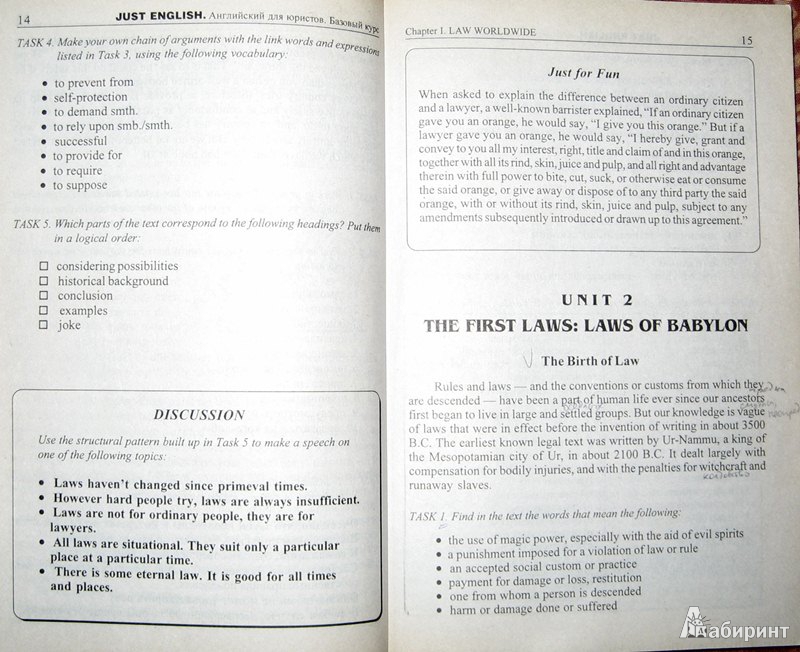 14 JUST ENGLISH. Английский для юристов. Базовый курс
TASK 4. Make your own chain of arguments with the link words and expressions
listed in Task 3, using the following vocabulary:
• to prevent from
• self-protection
• to demand smth.
• to rely upon smb./smth.
• successful
• to provide for
• to require
• to suppose
TASK 5. Which parts of the text correspond to the following headings? Put them
in a logical order:
☐ considering possibilities
☐ historical background
☐ conclusion
☐ examples
☐ joke
DISCUSSION
Use the structural pattern built up in Task 5 to make a speech on
one of the following topics:
• Laws haven't changed since primeval times.
• However hard people try, laws are always insufficient.
• Laws are not for ordinary people, they are for
lawyers.
• All laws are situational. They suit only a particular
place at a particular time.
• There is some eternal law. It is good for all times
and places.
Chapter I. LAW WORLDWIDE 15
Just for Fun
When asked to explain the difference between an ordinary citizen
and a lawyer, a well-known barrister explained, “If an ordinary citizen
gave you an orange, he would say, “I give you this orange.” But if a
lawyer gave you an orange, he would say, “I hereby give, grant and
convey to you all my interest, right, title and claim of and in this orange,
together with all its rind, skin, juice and pulp, and all right and advantage
therein with full power to bite, cut, suck, or otherwise eat or consume
the said orange, or give away or dispose of to any third party the said
orange, with or without its rind, skin, juice and pulp, subject to any
amendments subsequently introduced or drawn up to this agreement.”
UNIT 2
THE FIRST LAWS: LAWS OF BABYLON
The Birth of Law
Rules and laws — and the conventions or customs from which they
are descended — have been a part of human life ever since our ancestors
first began to live in large and settled groups. But our knowledge is vague
of laws that were in effect before the invention of writing in about 3500
B.C. The earliest known legal text was written by Ur-Nammu, a king of
the Mesopotamian city of Ur, in about 2100 B.C. It dealt largely with
compensation for bodily injuries, and with the penalties for witchcraft and
runaway slaves.
колдовство
TASK 1. Find in the text the words that mean the following:
• the use of magic power, especially with the aid of evil spirits
• a punishment imposed for a violation of law or rule
• an accepted social custom or practice
• payment for damage or loss, restitution
• one from whom a person is descended
• harm or damage done or suffered
Лабиринт